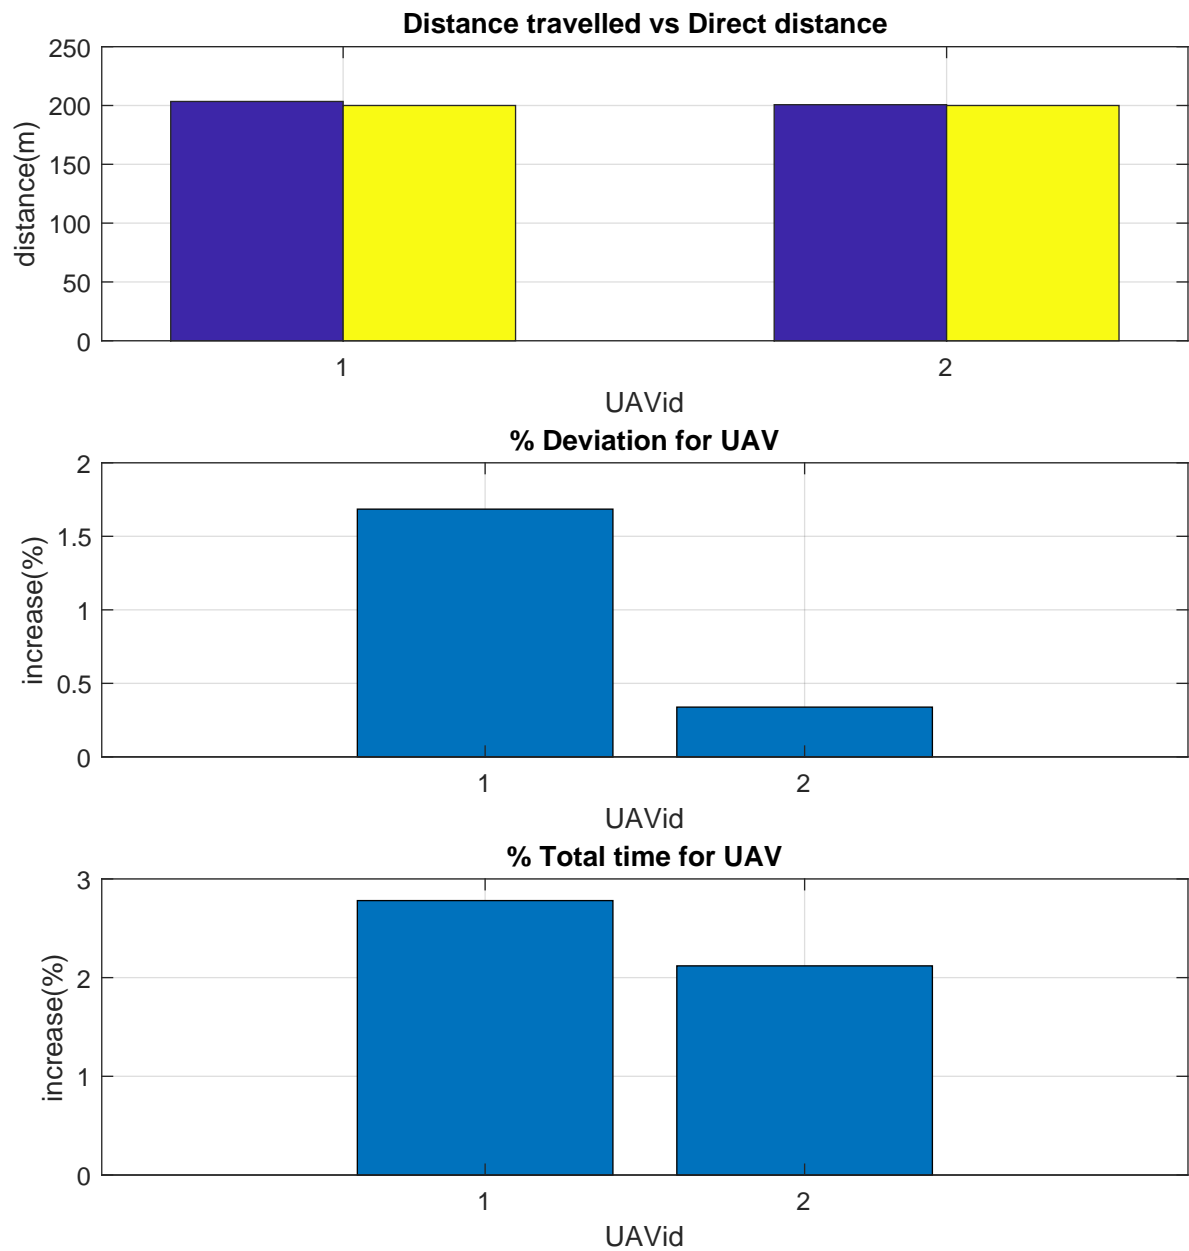 Distance travelled vs Direct distance
250
200
150
100
50
0
distance(m)
1 2
UAVid
% Deviation for UAV
2
1.5
1
0.5
0
increase(%)
1 2
UAVid
% Total time for UAV
3
2
1
0
increase(%)
1 2
UAVid